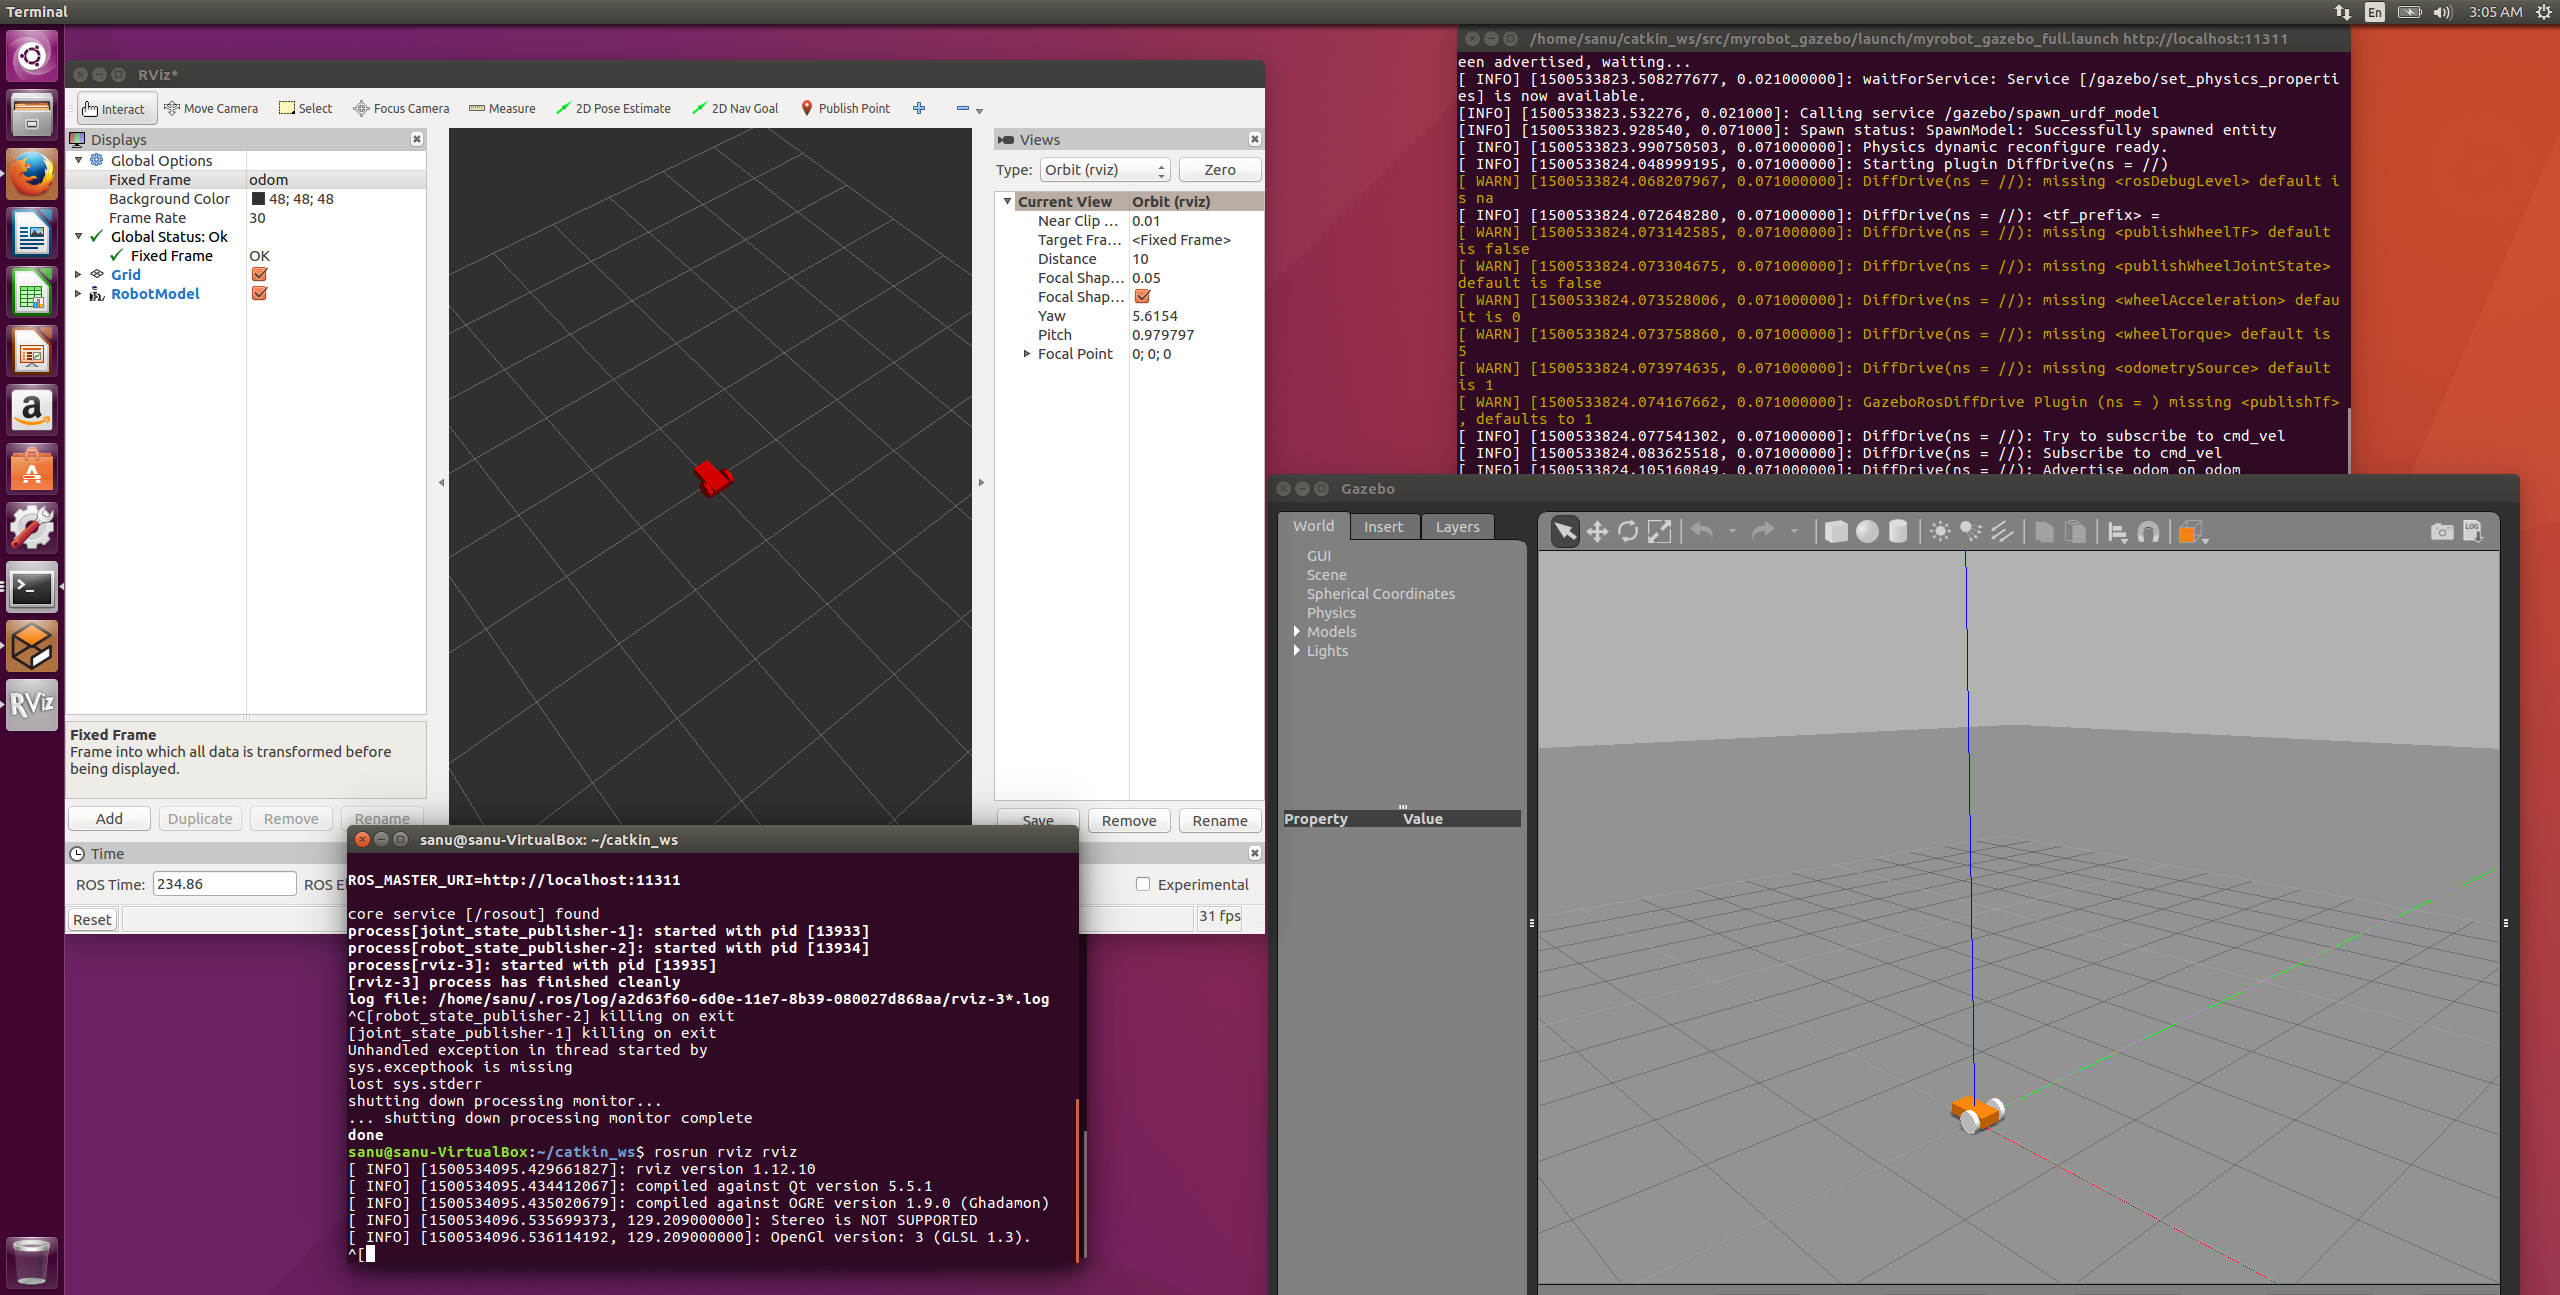 Terminal
En
3:05 AM
RViz*
Interact
Move Camera
Select
Focus Camera
Measure
2D Pose Estimate
2D Nav Goal
Publish Point
Displays
Global Options
Fixed Frame odom
Background Color 48; 48; 48
Frame Rate 30
Global Status: Ok
Fixed Frame OK
Grid
RobotModel
Fixed Frame
Frame into which all data is transformed before
being displayed.
Add
Duplicate
Remove
Rename
Views
Type: Orbit (rviz) Zero
Current View Orbit (rviz)
Near Clip ... 0.01
Target Fra... <Fixed Frame>
Distance 10
Focal Shap... 0.05
Focal Shap...
Yaw 5.6154
Pitch 0.979797
Focal Point 0; 0; 0
Save
Remove
Rename
Time
ROS Time: 234.86 ROS
Experimental
Reset
31 fps
a
RViz
/home/sanu/catkin_ws/src/myrobot_gazebo/launch/myrobot_gazebo_full.launch http://localhost:11311
een advertised, waiting...
[ INFO] [1500533823.508277677, 0.021000000]: waitForService: Service [/gazebo/set_physics_properti
es] is now available.
[INFO] [1500533823.532276, 0.021000]: Calling service /gazebo/spawn_urdf_model
[INFO] [1500533823.928540, 0.071000]: Spawn status: SpawnModel: Successfully spawned entity
[ INFO] [1500533823.990750503, 0.071000000]: Physics dynamic reconfigure ready.
[ INFO] [1500533824.048999195, 0.071000000]: Starting plugin DiffDrive(ns = //)
[ WARN] [1500533824.068207967, 0.071000000]: DiffDrive(ns = //): missing <rosDebugLevel> default i
s na
[ INFO] [1500533824.072648280, 0.071000000]: DiffDrive(ns = //): <tf_prefix> =
[ WARN] [1500533824.073142585, 0.071000000]: DiffDrive(ns = //): missing <publishWheelTF> default
is false
[ WARN] [1500533824.073304675, 0.071000000]: DiffDrive(ns = //): missing <publishWheelJointState>
default is false
[ WARN] [1500533824.073528006, 0.071000000]: DiffDrive(ns = //): missing <wheelAcceleration> defau
lt is 0
[ WARN] [1500533824.073758860, 0.071000000]: DiffDrive(ns = //): missing <wheelTorque> default is
5
[ WARN] [1500533824.073974635, 0.071000000]: DiffDrive(ns = //): missing <odometrySource> default
is 1
[ WARN] [1500533824.074167662, 0.071000000]: GazeboRosDiffDrive Plugin (ns = ) missing <publishTf>
, defaults to 1
[ INFO] [1500533824.077541302, 0.071000000]: DiffDrive(ns = //): Try to subscribe to cmd_vel
[ INFO] [1500533824.083625518, 0.071000000]: DiffDrive(ns = //): Subscribe to cmd_vel
[ INFO] [1500533824.105160849, 0.071000000]: DiffDrive(ns = //): Advertise odom on odom
Gazebo
World
Insert
Layers
GUI
Scene
Spherical Coordinates
Physics
Models
Lights
Property Value
LOG
sanu@sanu-VirtualBox: ~/catkin_ws
ROS_MASTER_URI=http://localhost:11311
core service [/rosout] found
process[joint_state_publisher-1]: started with pid [13933]
process[robot_state_publisher-2]: started with pid [13934]
process[rviz-3]: started with pid [13935]
[rviz-3] process has finished cleanly
log file: /home/sanu/.ros/log/a2d63f60-6d0e-11e7-8b39-080027d868aa/rviz-3*.log
^C[robot_state_publisher-2] killing on exit
[joint_state_publisher-1] killing on exit
Unhandled exception in thread started by
sys.excepthook is missing
lost sys.stderr
shutting down processing monitor...
... shutting down processing monitor complete
done
sanu@sanu-VirtualBox:~/catkin_ws$ rosrun rviz rviz
[ INFO] [1500534095.429661827]: rviz version 1.12.10
[ INFO] [1500534095.434412067]: compiled against Qt version 5.5.1
[ INFO] [1500534095.435020679]: compiled against OGRE version 1.9.0 (Ghadamon)
[ INFO] [1500534096.535699373, 129.209000000]: Stereo is NOT SUPPORTED
[ INFO] [1500534096.536114192, 129.209000000]: OpenGl version: 3 (GLSL 1.3).
^[